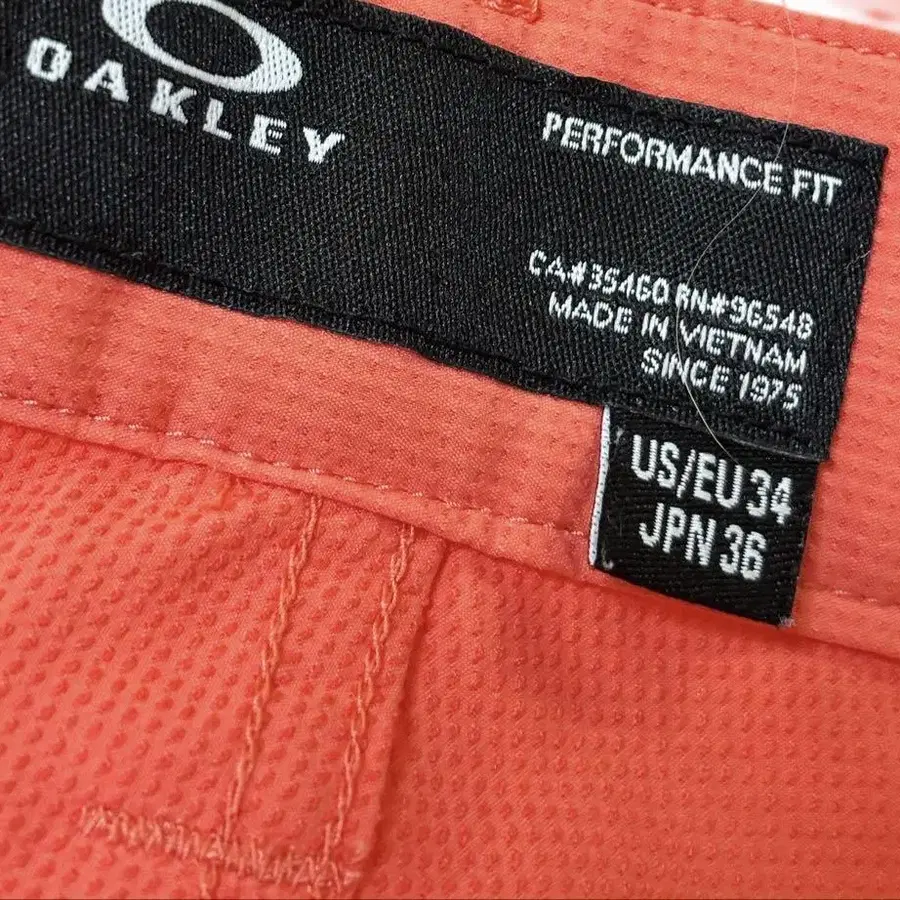 OAKLEY
PERFORMANCE FIT
CA#35460 RN#96548
MADE IN VIETNAM
SINCE 1975
US/EU 34
JPN 36